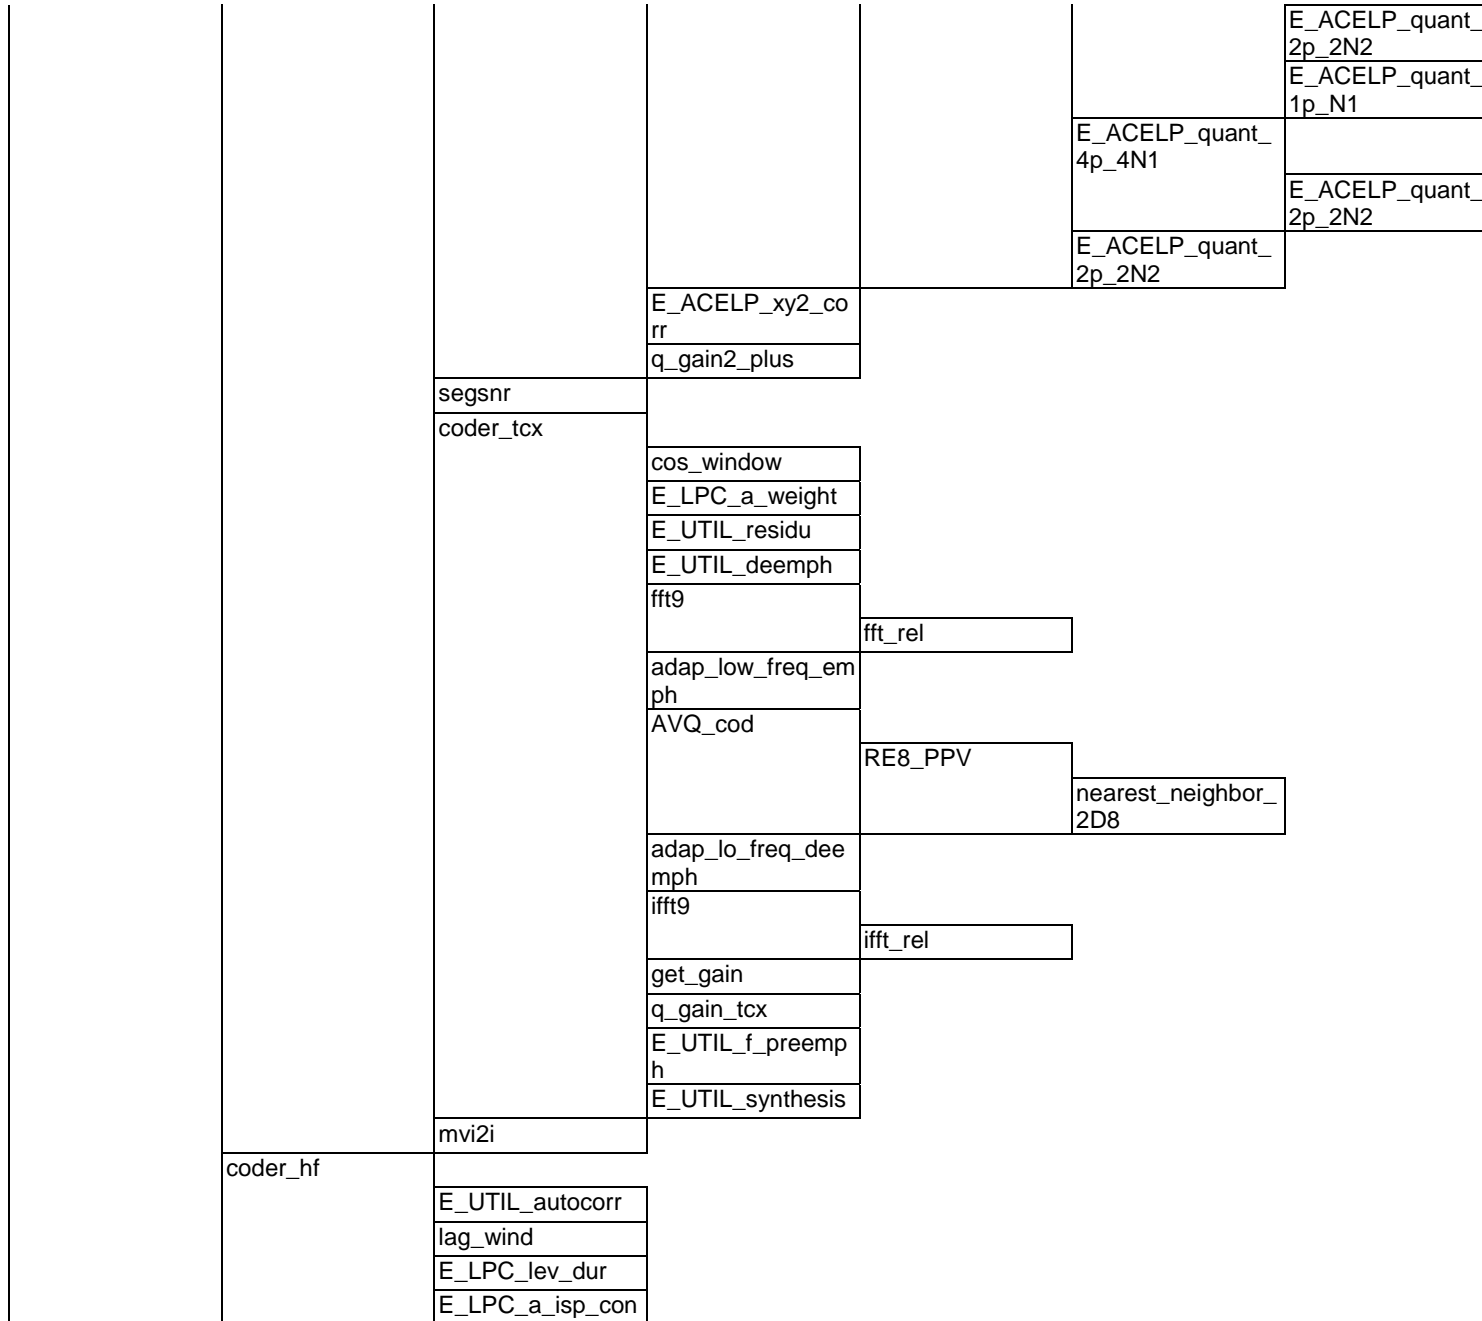 E_ACELP_quant_
2p_2N2
E_ACELP_quant_
1p_N1
E_ACELP_quant_
4p_4N1
E_ACELP_quant_
2p_2N2
E_ACELP_quant_
2p_2N2
E_ACELP_xy2_co
rr
q_gain2_plus
segsnr
coder_tcx
cos_window
E_LPC_a_weight
E_UTIL_residu
E_UTIL_deemph
fft9
fft_rel
adap_low_freq_em
ph
AVQ_cod
RE8_PPV
nearest_neighbor_
2D8
adap_lo_freq_dee
mph
ifft9
ifft_rel
get_gain
q_gain_tcx
E_UTIL_f_preemp
h
E_UTIL_synthesis
mvi2i
coder_hf
E_UTIL_autocorr
lag_wind
E_LPC_lev_dur
E_LPC_a_isp_con